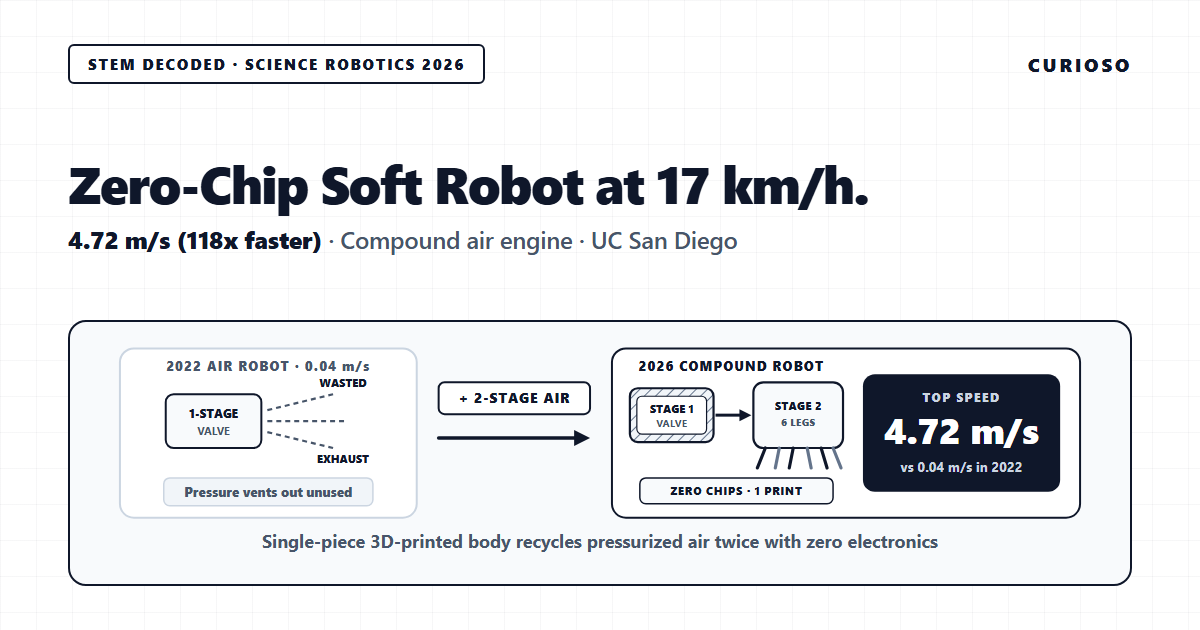 STEM DECODED · SCIENCE ROBOTICS 2026
CURIOSO
Zero-Chip Soft Robot at 17 km/h.
4.72 m/s (118x faster) · Compound air engine · UC San Diego
2022 AIR ROBOT · 0.04 m/s
WASTED
1-STAGE
VALVE
EXHAUST
Pressure vents out unused
+ 2-STAGE AIR
2026 COMPOUND ROBOT
STAGE 1
VALVE
STAGE 2
6 LEGS
ZERO CHIPS · 1 PRINT
TOP SPEED
4.72 m/s
vs 0.04 m/s in 2022
Single-piece 3D-printed body recycles pressurized air twice with zero electronics